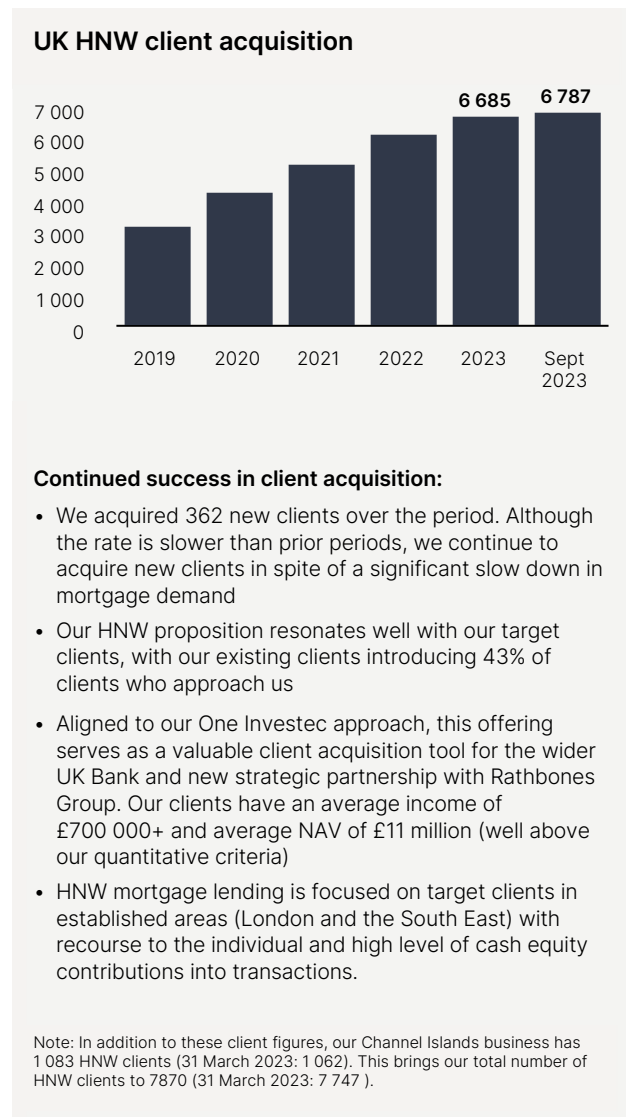 UK HNW client acquisition
6 685
6 787
7 000
6 000
5 000
4 000
3 000
2 000
1 000
0
2019
2020
2021
2022
2023
Sept
2023
Continued success in client acquisition:
• We acquired 362 new clients over the period. Although
the rate is slower than prior periods, we continue to
acquire new clients in spite of a significant slow down in
mortgage demand
• Our HNW proposition resonates well with our target
clients, with our existing clients introducing 43% of
clients who approach us
• Aligned to our One Investec approach, this offering
serves as a valuable client acquisition tool for the wider
UK Bank and new strategic partnership with Rathbones
Group. Our clients have an average income of
£700 000+ and average NAV of £11 million (well above
our quantitative criteria)
• HNW mortgage lending is focused on target clients in
established areas (London and the South East) with
recourse to the individual and high level of cash equity
contributions into transactions.
Note: In addition to these client figures, our Channel Islands business has
1 083 HNW clients (31 March 2023: 1 062). This brings our total number of
HNW clients to 7870 (31 March 2023: 7 747 ).